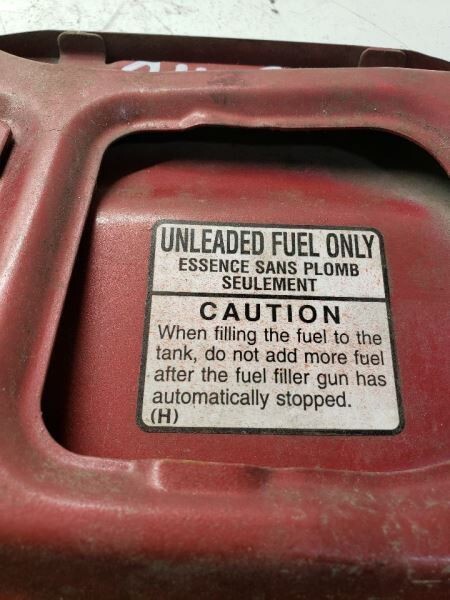 UNLEADED FUEL ONLY
ESSENCE SANS PLOMB
SEULEMENT
CAUTION
When filling the fuel to the
tank, do not add more fuel
after the fuel filler gun has
automatically stopped.
(H)